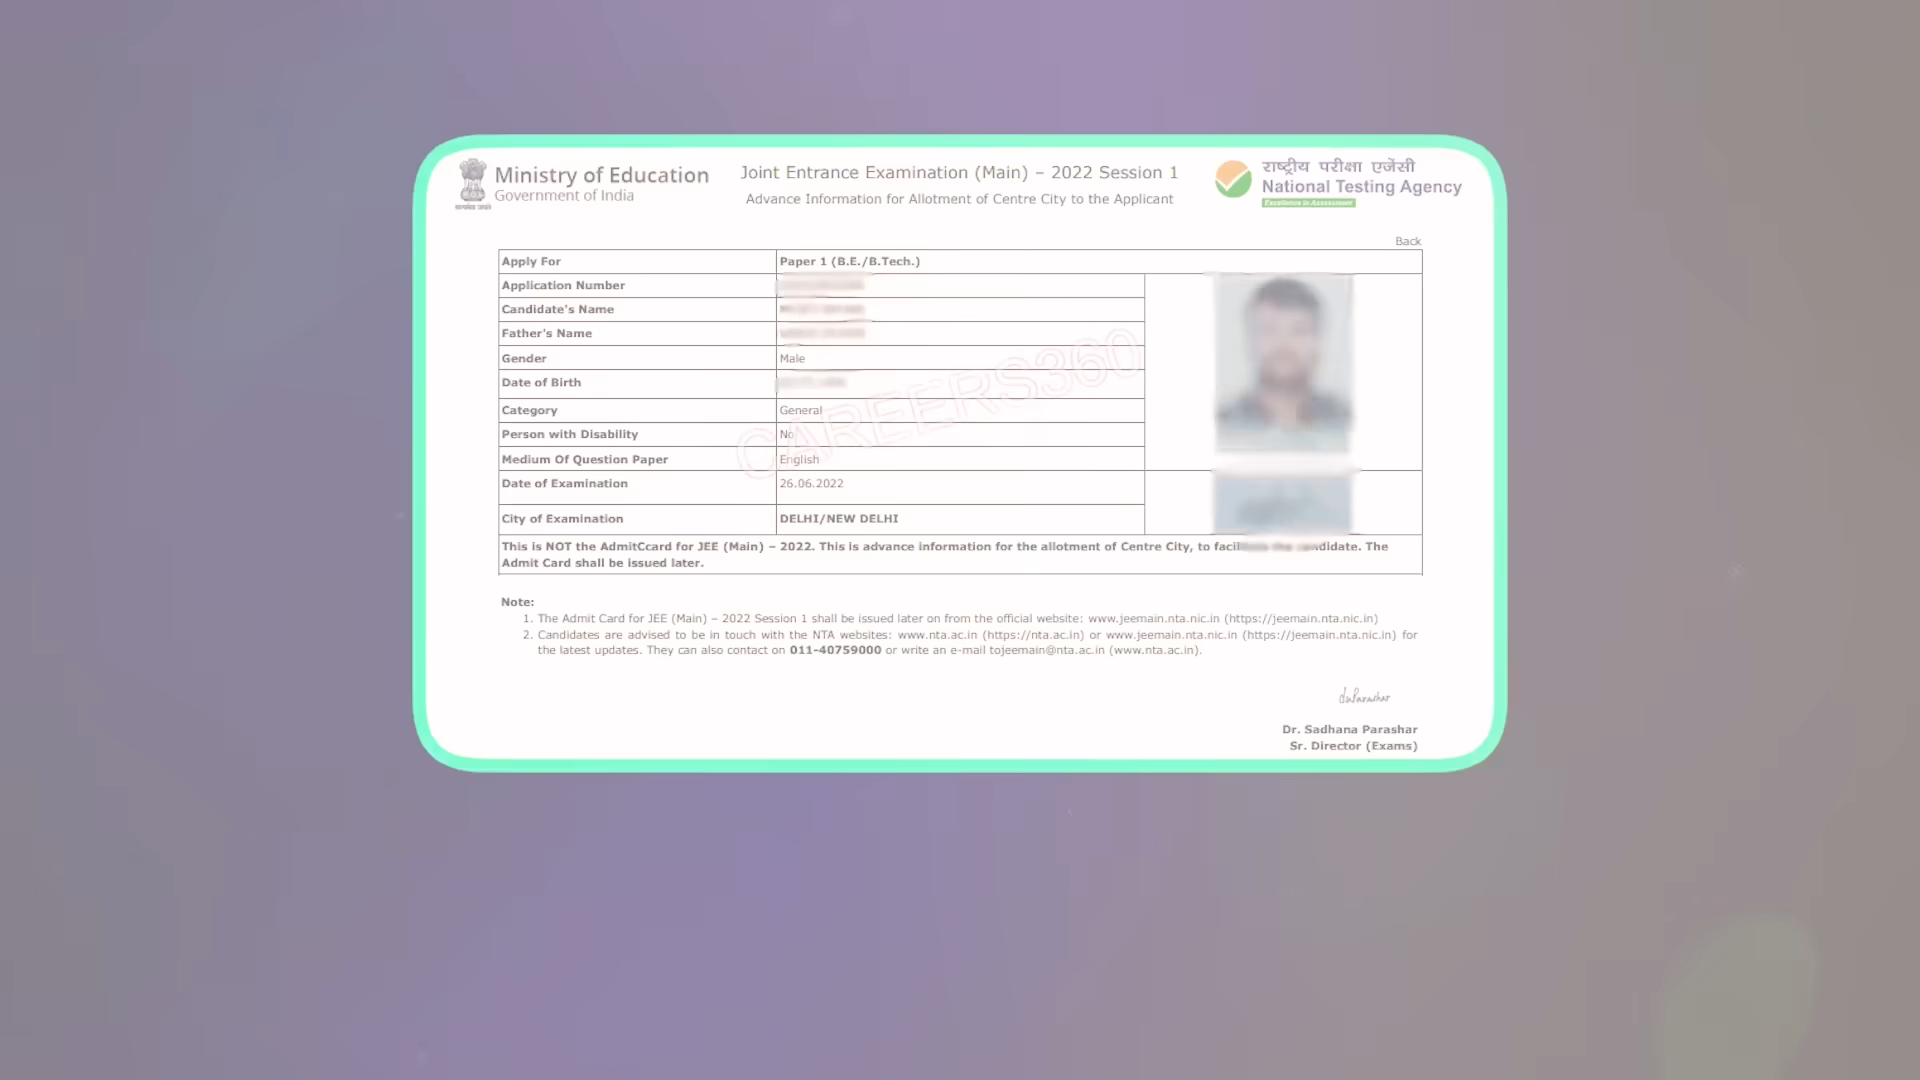 Ministry of Education
Government of India
Joint Entrance Examination (Main) – 2022 Session 1
Advance Information for Allotment of Centre City to the Applicant
राष्ट्रीय परीक्षा एजेंसी
National Testing Agency
Excellence in Assessment
Back
Apply For Paper 1 (B.E./B.Tech.)
Application Number
Candidate's Name
Father's Name
Gender Male
Date of Birth
Category General
Person with Disability No
Medium Of Question Paper English
Date of Examination 26.06.2022
City of Examination DELHI/NEW DELHI
CAREERS360
This is NOT the AdmitCcard for JEE (Main) – 2022. This is advance information for the allotment of Centre City, to The
Admit Card shall be issued later.
Note:
1. The Admit Card for JEE (Main) – 2022 Session 1 shall be issued later on from the official website: www.jeemain.nta.nic.in (https://jeemain.nta.nic.in)
2. Candidates are advised to be in touch with the NTA websites: www.nta.ac.in (https://nta.ac.in) or www.jeemain.nta.nic.in (https://jeemain.nta.nic.in) for
the latest updates. They can also contact on 011-40759000 or write an e-mail tojeemain@nta.ac.in (www.nta.ac.in).
Dr. Sadhana Parashar
Sr. Director (Exams)